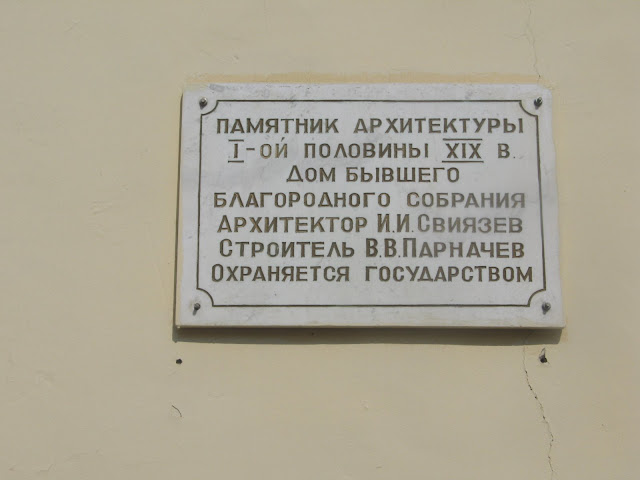 ПАМЯТНИК АРХИТЕКТУРЫ
I-ОЙ ПОЛОВИНЫ XIX В.
ДОМ БЫВШЕГО
БЛАГОРОДНОГО СОБРАНИЯ
АРХИТЕКТОР И.И.СВИЯЗЕВ
СТРОИТЕЛЬ В.В.ПАРНАЧЕВ
ОХРАНЯЕТСЯ ГОСУДАРСТВОМ